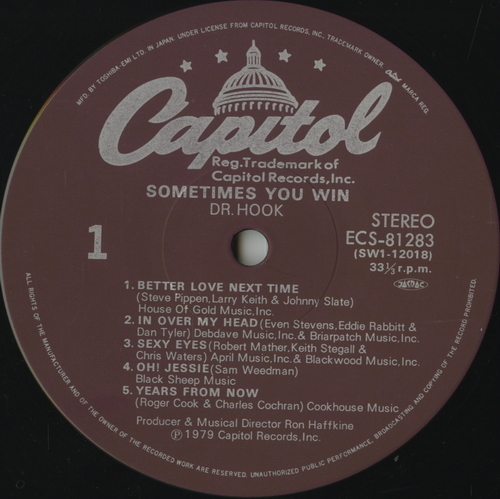 MFD. BY TOSHIBA-EMI LTD. IN JAPAN, UNDER LICENSE FROM CAPITOL RECORDS, INC., TRADEMARK OWNER. Capitol MARCA REG.
Capitol
Reg. Trademark of
Capitol Records, Inc.
SOMETIMES YOU WIN
DR. HOOK
1
STEREO
ECS-81283
(SW1-12018)
33⅓ r.p.m.
JASRAC
1. BETTER LOVE NEXT TIME
(Steve Pippen, Larry Keith & Johnny Slate)
House Of Gold Music, Inc.
2. IN OVER MY HEAD (Even Stevens, Eddie Rabbitt &
Dan Tyler) Debdave Music, Inc. & Briarpatch Music, Inc.
3. SEXY EYES (Robert Mather, Keith Stegall &
Chris Waters) April Music, Inc. & Blackwood Music, Inc.
4. OH! JESSIE (Sam Weedman)
Black Sheep Music
5. YEARS FROM NOW
(Roger Cook & Charles Cochran) Cookhouse Music
Producer & Musical Director Ron Haffkine
Ⓟ 1979 Capitol Records, Inc.
ALL RIGHTS OF THE MANUFACTURER AND OF THE OWNER OF THE RECORDED WORK ARE RESERVED. UNAUTHORIZED PUBLIC PERFORMANCE, BROADCASTING AND COPYING OF THE RECORD PROHIBITED.